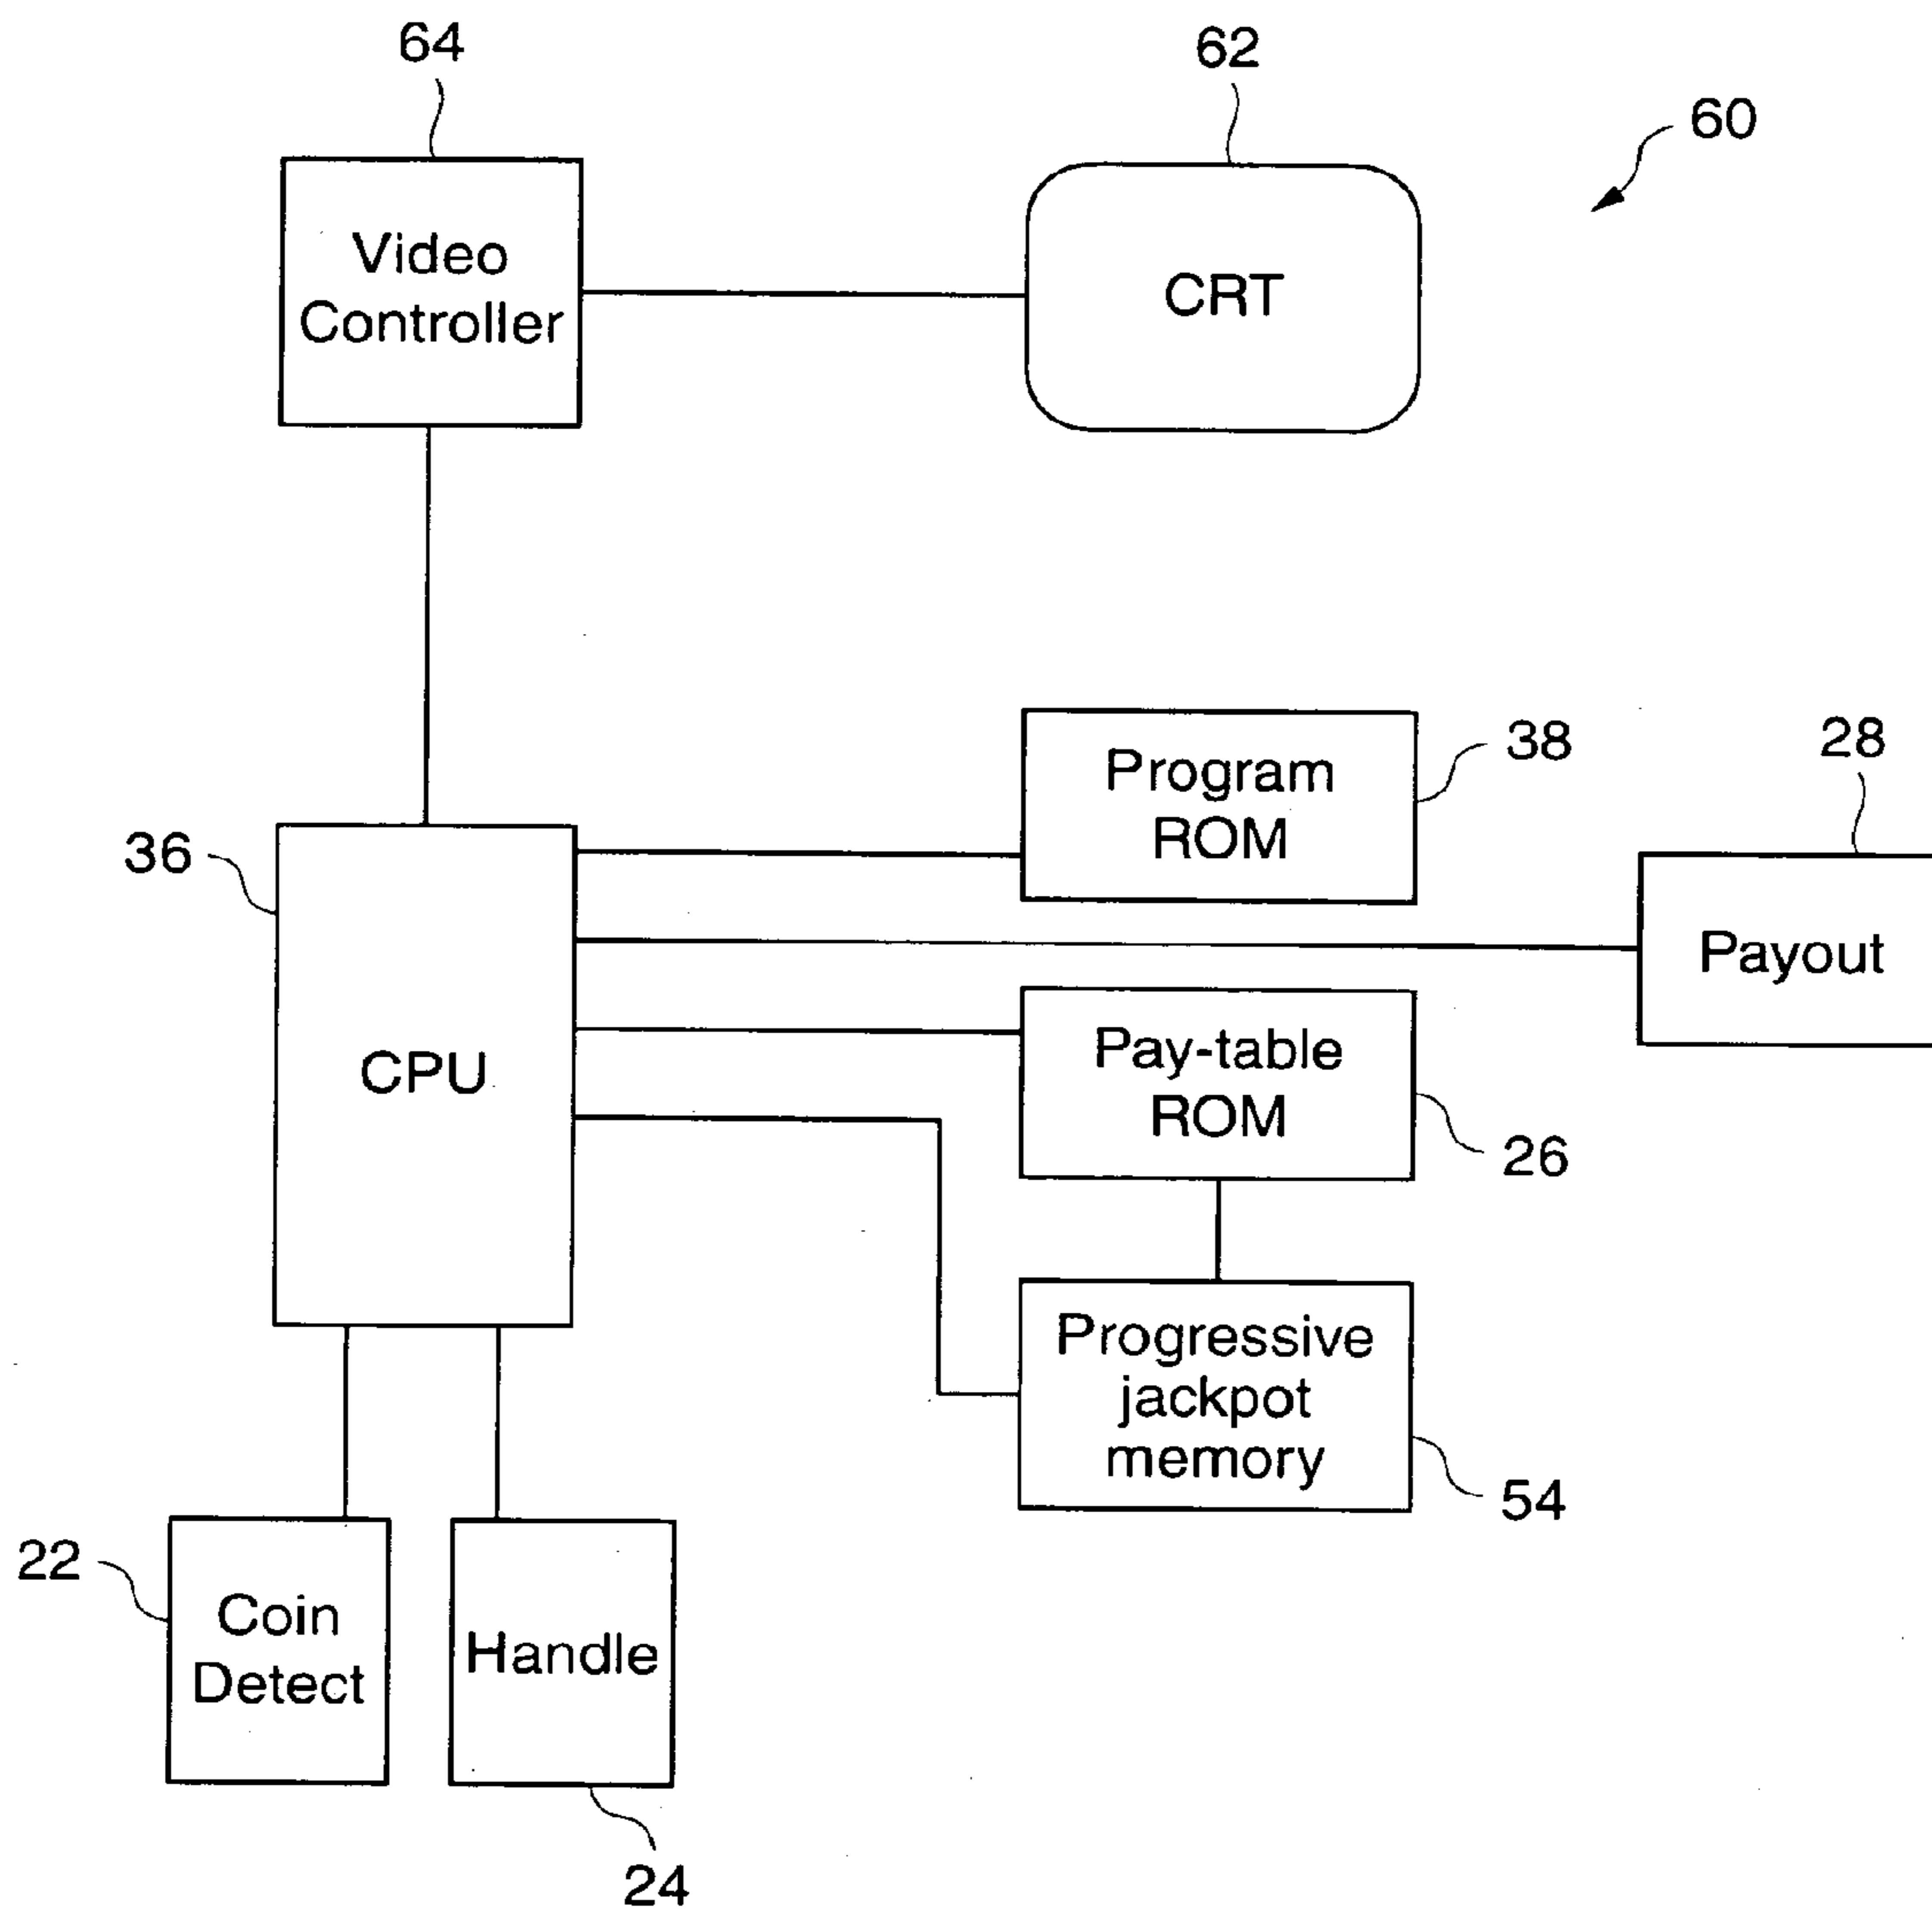 64
62
60
Video
Controller
CRT
38
28
Program
ROM
36
Payout
Pay-table
ROM
CPU
26
Progressive
jackpot
memory
54
22
Coin
Detect
Handle
24